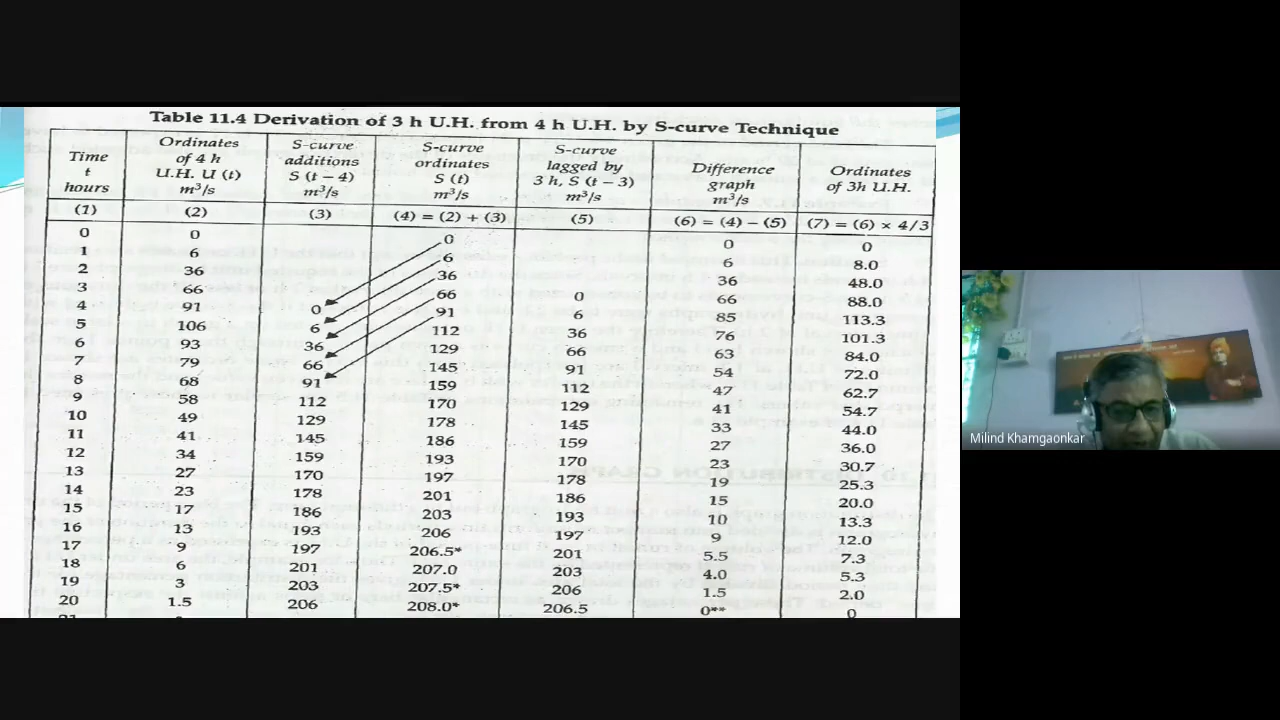 Table 11.4 Derivation of 3 h U.H. from 4 h U.H. by S-curve Technique
Time t hours
Ordinates of 4 h U.H. U (t) m³/s
S-curve additions S (t – 4) m³/s
S-curve ordinates S (t) m³/s
S-curve lagged by 3 h, S (t – 3) m³/s
Difference graph m³/s
Ordinates of 3h U.H.
(1) (2) (3) (4) = (2) + (3) (5) (6) = (4) – (5) (7) = (6) × 4/3
0 0 0 0 0
1 6 6 6 8.0
2 36 36 36 48.0
3 66 66 0 66 88.0
4 91 0 91 6 85 113.3
5 106 6 112 36 76 101.3
6 93 36 129 66 63 84.0
7 79 66 145 91 54 72.0
8 68 91 159 112 47 62.7
9 58 112 170 129 41 54.7
10 49 129 178 145 33 44.0
11 41 145 186 159 27 36.0
12 34 159 193 170 23 30.7
13 27 170 197 178 19 25.3
14 23 178 201 186 15 20.0
15 17 186 203 193 10 13.3
16 13 193 206 197 9 12.0
17 9 197 206.5* 201 5.5 7.3
18 6 201 207.0 203 4.0 5.3
19 3 203 207.5* 206 1.5 2.0
20 1.5 206 208.0* 206.5 0** 0
Milind Khamgaonkar